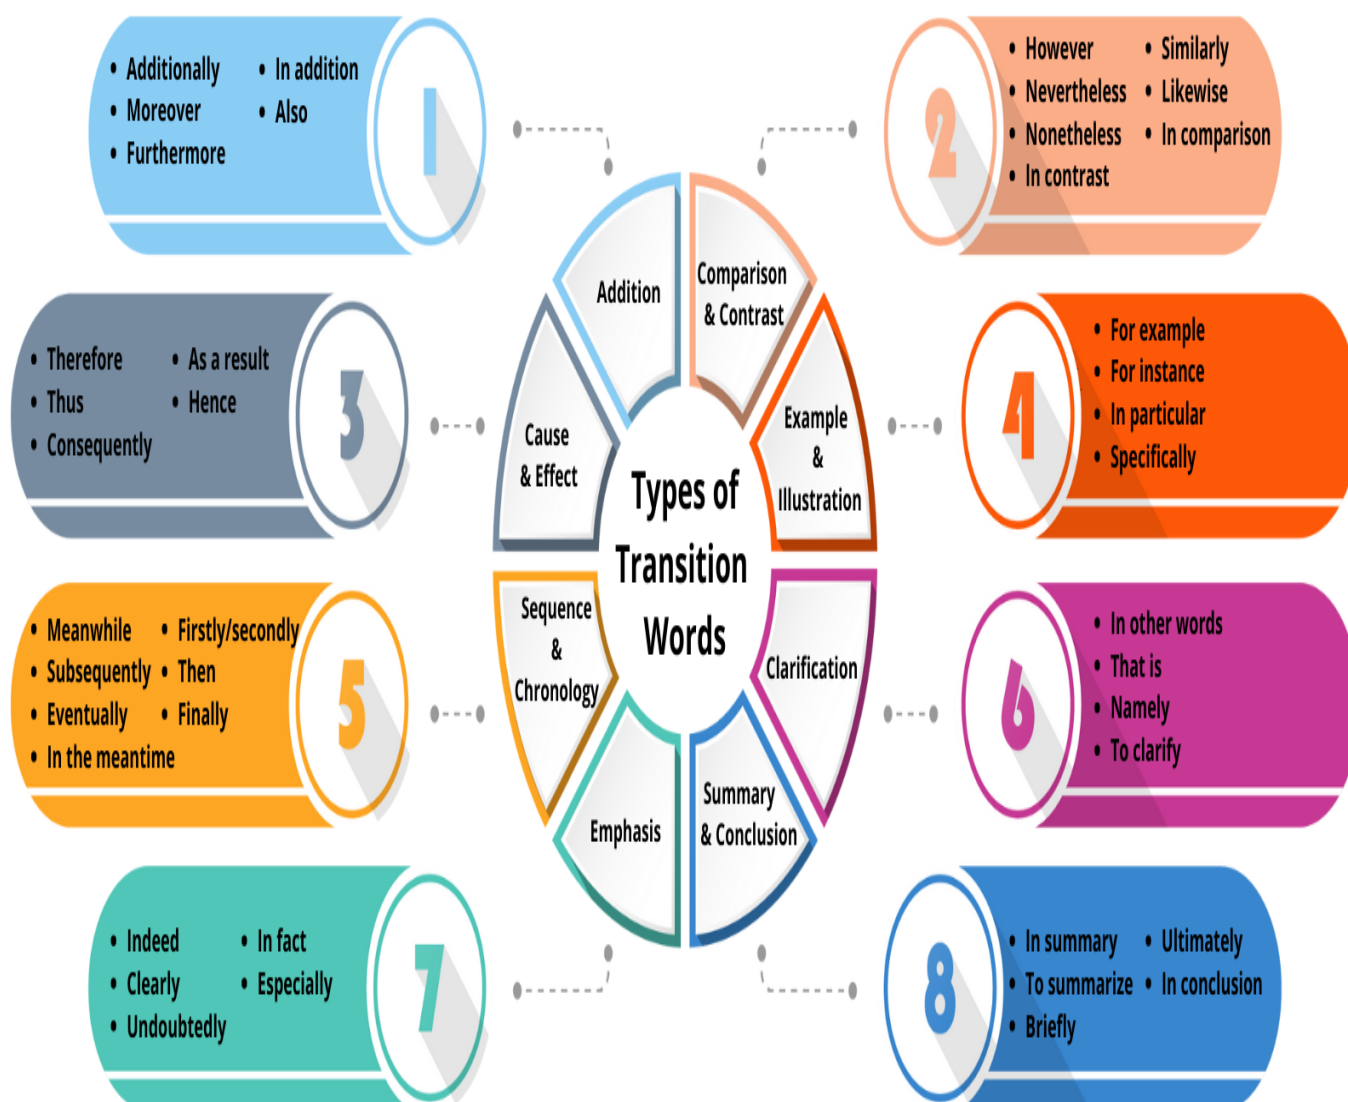 Additionally
Moreover
Furthermore
In addition
Also
1
2
However
Nevertheless
Nonetheless
In contrast
Similarly
Likewise
In comparison
Addition
Comparison
& Contrast
Therefore
Thus
Consequently
As a result
Hence
3
Cause
& Effect
Example
&
Illustration
4
For example
For instance
In particular
Specifically
Types of
Transition
Words
Meanwhile
Subsequently
Eventually
In the meantime
Firstly/secondly
Then
Finally
5
Sequence
&
Chronology
Clarification
6
In other words
That is
Namely
To clarify
Emphasis
Summary
& Conclusion
Indeed
Clearly
Undoubtedly
In fact
Especially
7
8
In summary
To summarize
Briefly
Ultimately
In conclusion